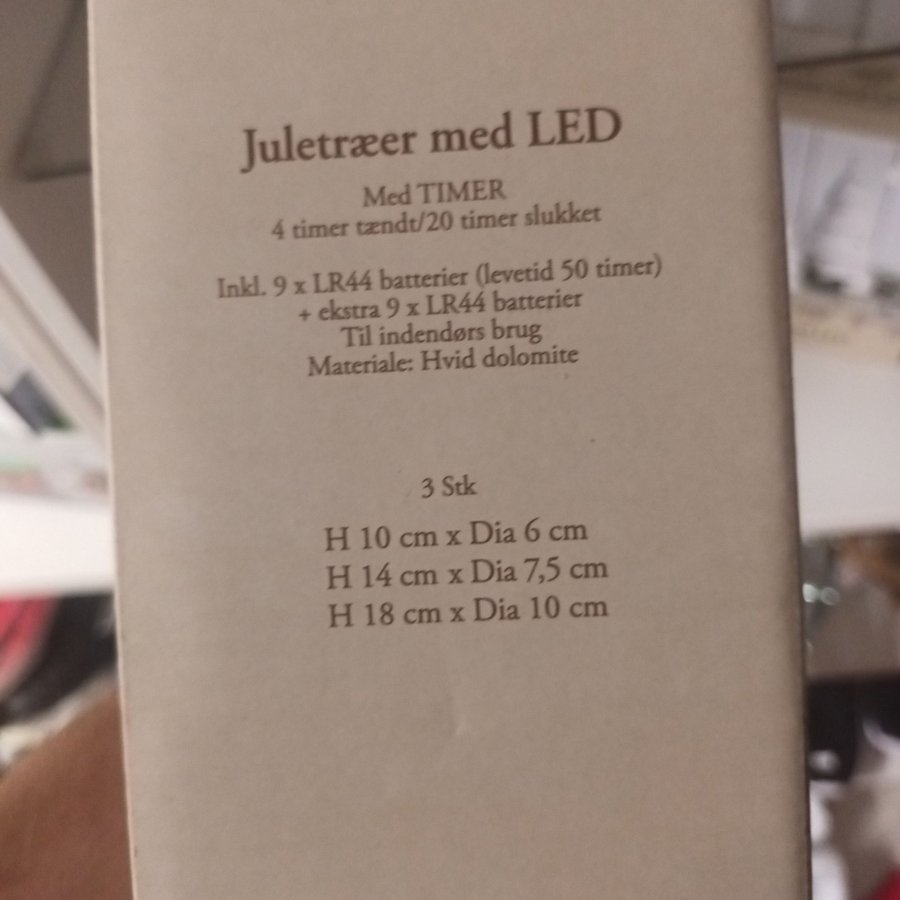 Juletræer med LED
Med TIMER
4 timer tændt/20 timer slukket
Inkl. 9 x LR44 batterier (levetid 50 timer)
+ ekstra 9 x LR44 batterier
Til indendørs brug
Materiale: Hvid dolomite
3 Stk
H 10 cm x Dia 6 cm
H 14 cm x Dia 7,5 cm
H 18 cm x Dia 10 cm